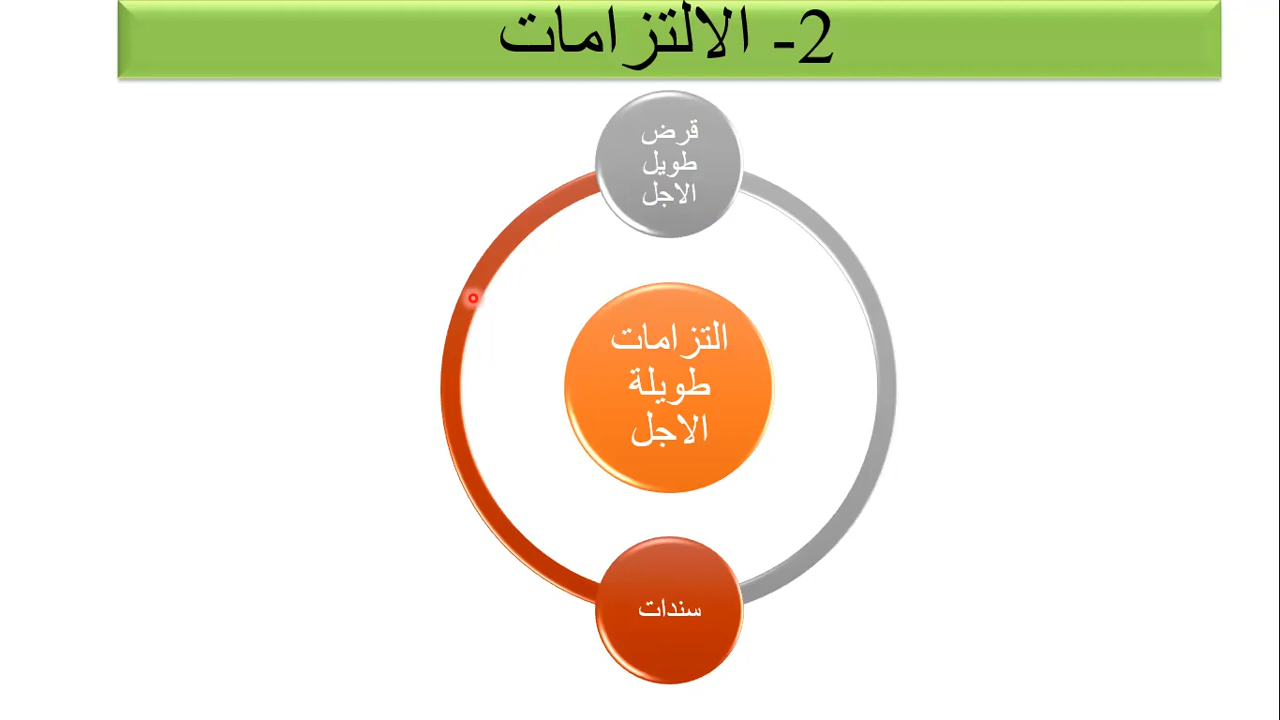 2- الالتزامات
قرض
طويل
الاجل
التزامات
طويلة
الاجل
سندات